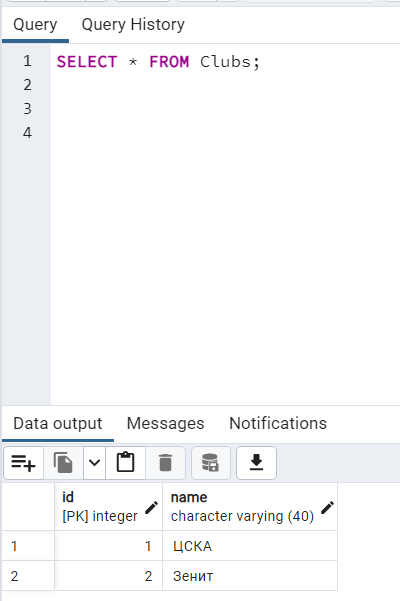 Query Query History
1 SELECT * FROM Clubs;
2
3
4
Data output Messages Notifications
id name
[PK] integer character varying (40)
1 1 ЦСКА
2 2 Зенит